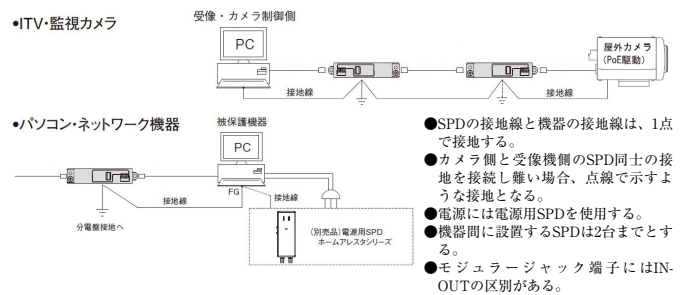 •ITV・監視カメラ
受像・カメラ制御側
PC
屋外カメラ
(PoE駆動)
接地線
接地線
•パソコン・ネットワーク機器
被保護機器
PC
FG
接地線
接地線
分電盤接地へ
(別売品)電源用SPD
ホームアレスタシリーズ
●SPDの接地線と機器の接地線は、1点
で接地する。
●カメラ側と受像機側のSPD同士の接
地を接続し難い場合、点線で示すよ
うな接地となる。
●電源には電源用SPDを使用する。
●機器間に設置するSPDは2台までとす
る。
●モジュラージャック端子にはIN-
OUTの区別がある。